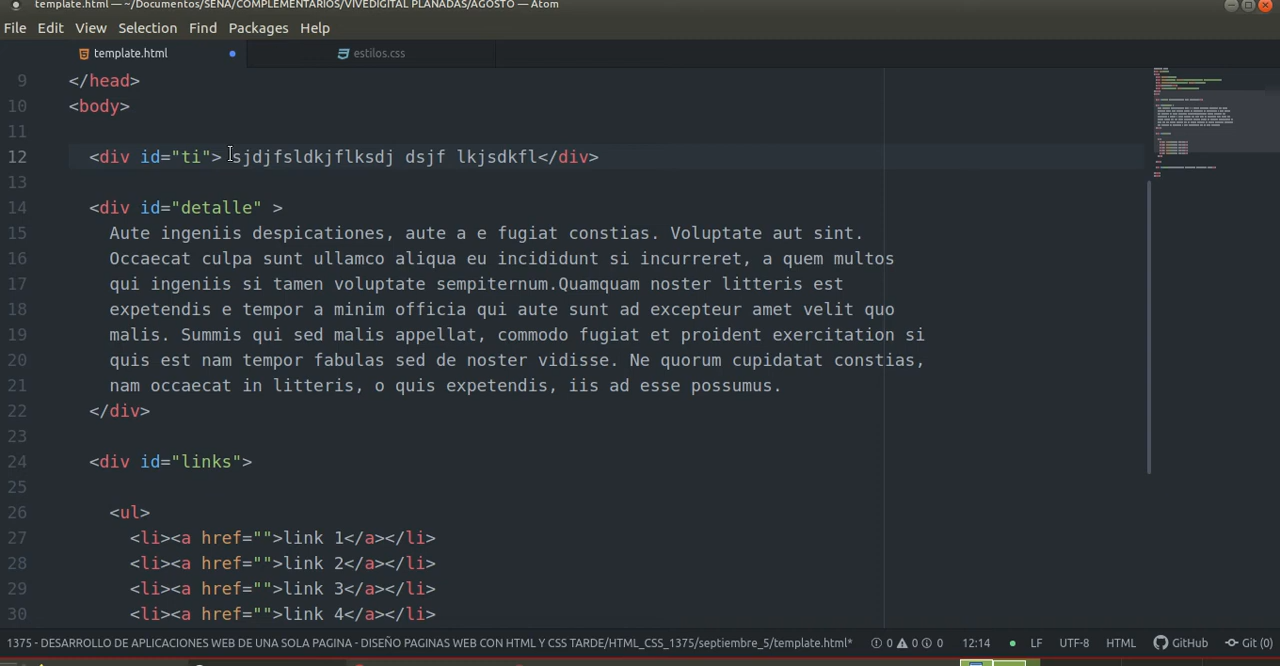 template.html — ~/Documentos/SENA/COMPLEMENTARIOS/VIVEDIGITAL PLANADAS/AGOSTO — Atom
File Edit View Selection Find Packages Help
template.html estilos.css
9 </head>
10 <body>
11
12 <div id="ti"> sjdjfsldkjflksdj dsjf lkjsdkfl</div>
13
14 <div id="detalle" >
15 Aute ingeniis despicationes, aute a e fugiat constias. Voluptate aut sint.
16 Occaecat culpa sunt ullamco aliqua eu incididunt si incurreret, a quem multos
17 qui ingeniis si tamen voluptate sempiternum.Quamquam noster litteris est
18 expetendis e tempor a minim officia qui aute sunt ad excepteur amet velit quo
19 malis. Summis qui sed malis appellat, commodo fugiat et proident exercitation si
20 quis est nam tempor fabulas sed de noster vidisse. Ne quorum cupidatat constias,
21 nam occaecat in litteris, o quis expetendis, iis ad esse possumus.
22 </div>
23
24 <div id="links">
25
26 <ul>
27 <li><a href="">link 1</a></li>
28 <li><a href="">link 2</a></li>
29 <li><a href="">link 3</a></li>
30 <li><a href="">link 4</a></li>
1375 - DESARROLLO DE APLICACIONES WEB DE UNA SOLA PAGINA - DISEÑO PAGINAS WEB CON HTML Y CSS TARDE/HTML_CSS_1375/septiembre_5/template.html* 0 0 0 12:14 LF UTF-8 HTML GitHub Git (0)